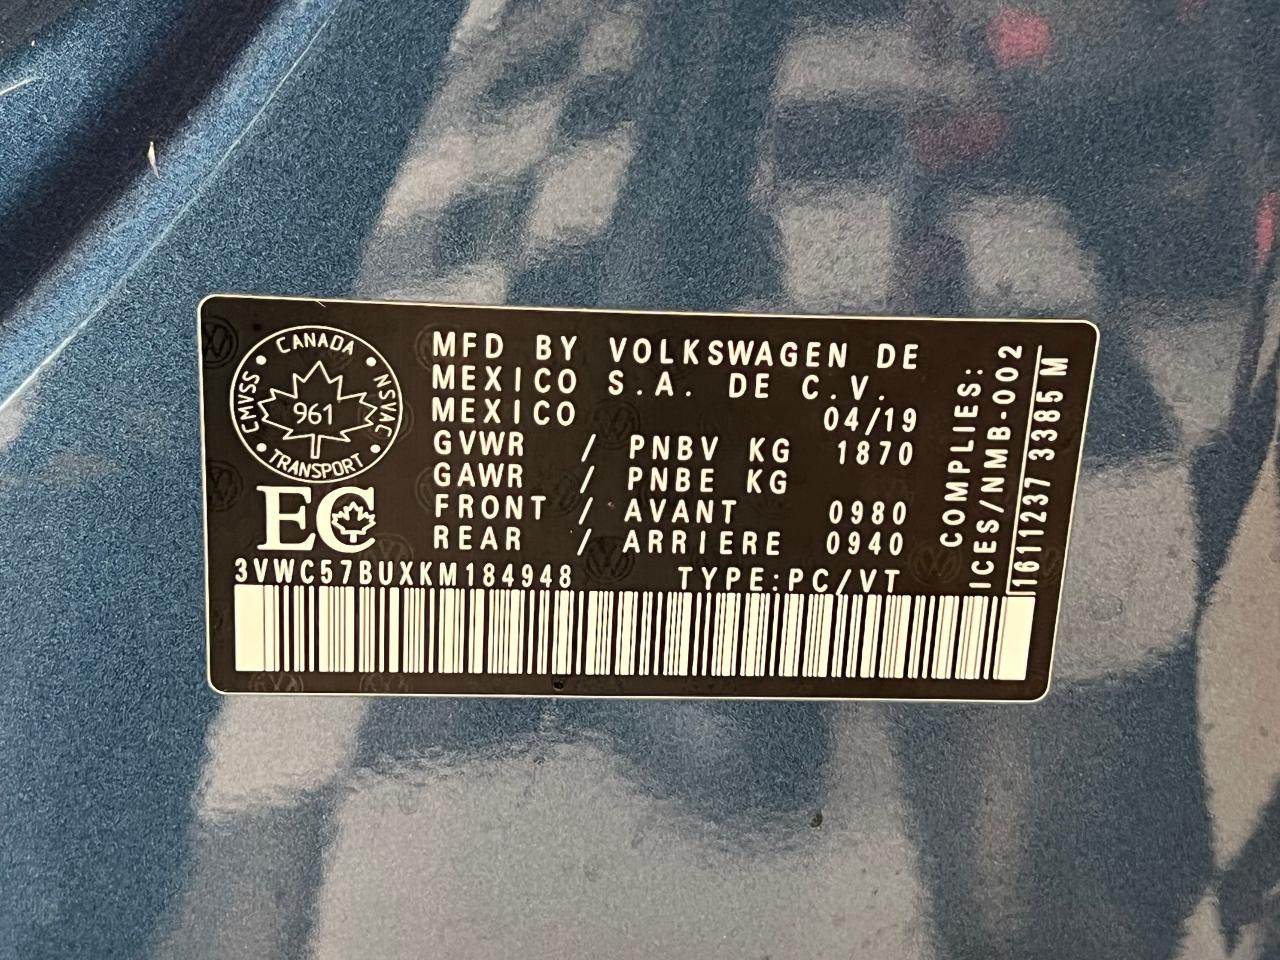 CANADA
CMVSS
NSVAC
961
TRANSPORT
EC
MFD BY VOLKSWAGEN DE
MEXICO S.A. DE C.V.
MEXICO 04/19
GVWR / PNBV KG 1870
GAWR / PNBE KG
FRONT / AVANT 0980
REAR / ARRIERE 0940
3VWC57BUXKM184948 TYPE:PC/VT
COMPLIES:
ICES/NMB-002
1611237 3385 M